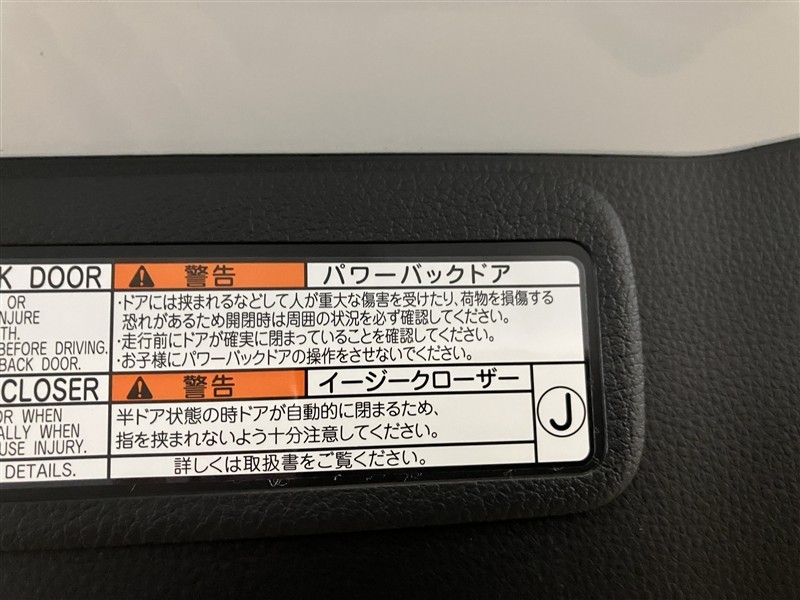 K DOOR
OR
NJURE
TH.
BEFORE DRIVING.
BACK DOOR.
警告 パワーバックドア
・ドアには挟まれるなどして人が重大な傷害を受けたり、荷物を損傷する
恐れがあるため開閉時は周囲の状況を必ず確認してください。
・走行前にドアが確実に閉まっていることを確認してください。
・お子様にパワーバックドアの操作をさせないでください。
CLOSER
OR WHEN
ALLY WHEN
USE INJURY.
DETAILS.
警告 イージークローザー
半ドア状態の時ドアが自動的に閉まるため、
指を挟まれないよう十分注意してください。
詳しくは取扱書をご覧ください。
J